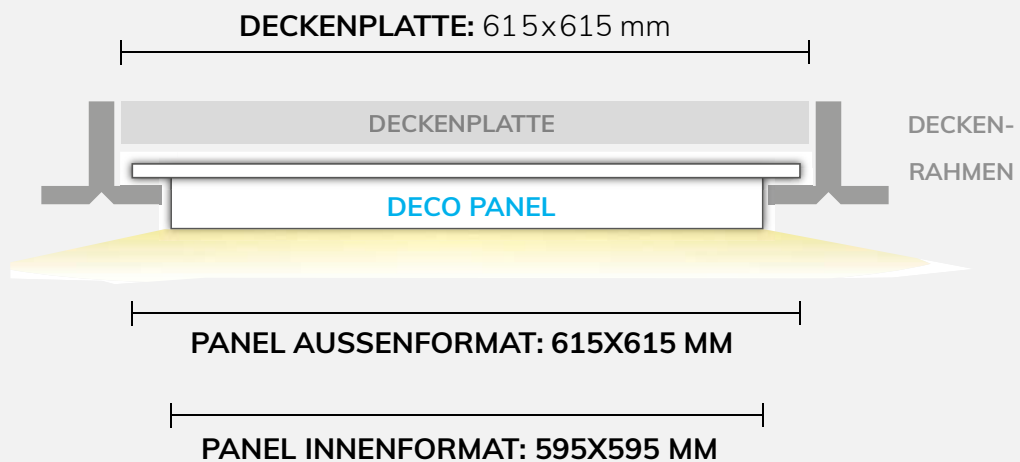 DECKENPLATTE: 615x615 mm
DECKENPLATTE
DECKEN-
RAHMEN
DECO PANEL
PANEL AUSSENFORMAT: 615X615 MM
PANEL INNENFORMAT: 595X595 MM